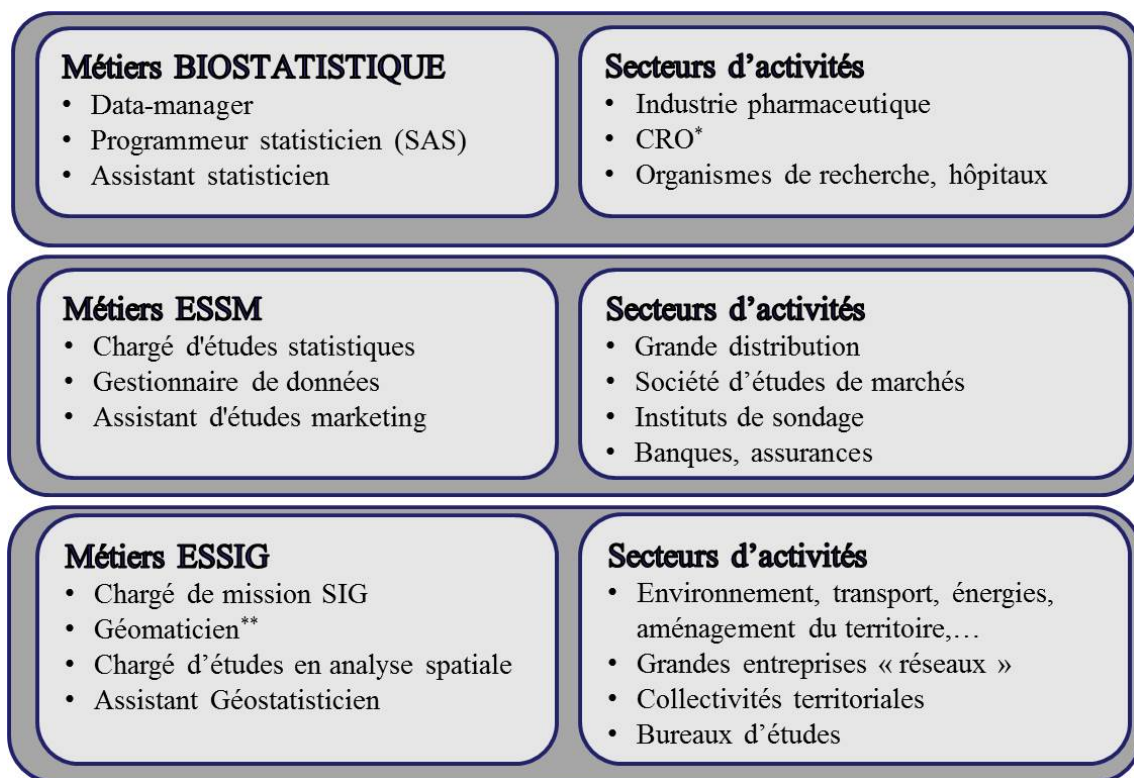 Métiers BIOSTATISTIQUE
• Data-manager
• Programmeur statisticien (SAS)
• Assistant statisticien
Secteurs d’activités
• Industrie pharmaceutique
• CRO*
• Organismes de recherche, hôpitaux
Métiers ESSM
• Chargé d'études statistiques
• Gestionnaire de données
• Assistant d'études marketing
Secteurs d’activités
• Grande distribution
• Société d’études de marchés
• Instituts de sondage
• Banques, assurances
Métiers ESSIG
• Chargé de mission SIG
• Géomaticien**
• Chargé d’études en analyse spatiale
• Assistant Géostatisticien
Secteurs d’activités
• Environnement, transport, énergies,
aménagement du territoire,…
• Grandes entreprises « réseaux »
• Collectivités territoriales
• Bureaux d’études